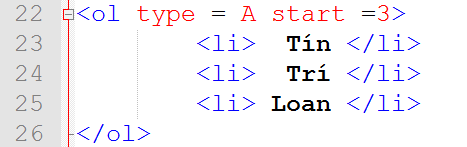 22 <ol type = A start =3>
23 <li> Tín </li>
24 <li> Trí </li>
25 <li> Loan </li>
26 </ol>